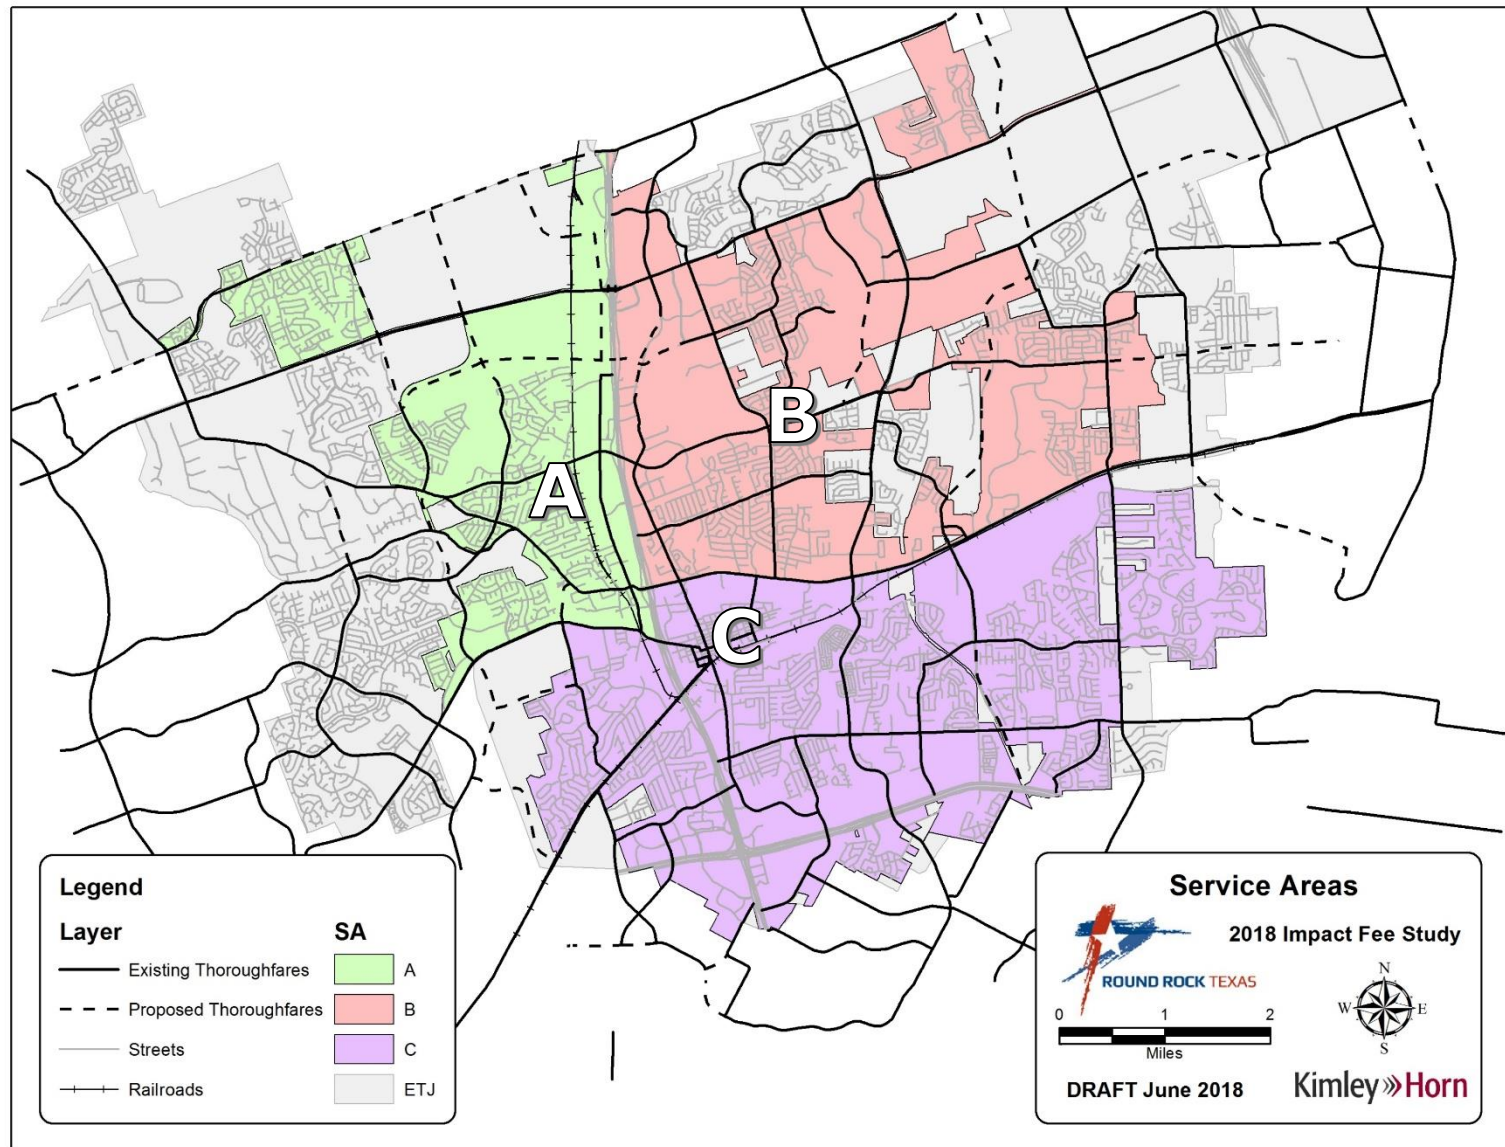 A
B
C
Legend
Layer
SA
Existing Thoroughfares
A
Proposed Thoroughfares
B
Streets
C
Railroads
ETJ
Service Areas
2018 Impact Fee Study
ROUND ROCK TEXAS
N
W
E
S
0
1
2
Miles
DRAFT June 2018
Kimley»Horn